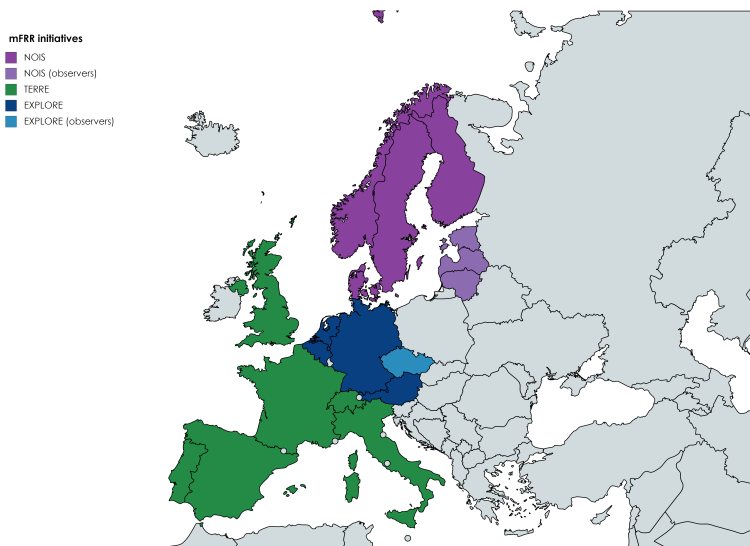 mFRR initiatives
NOIS
NOIS (observers)
TERRE
EXPLORE
EXPLORE (observers)